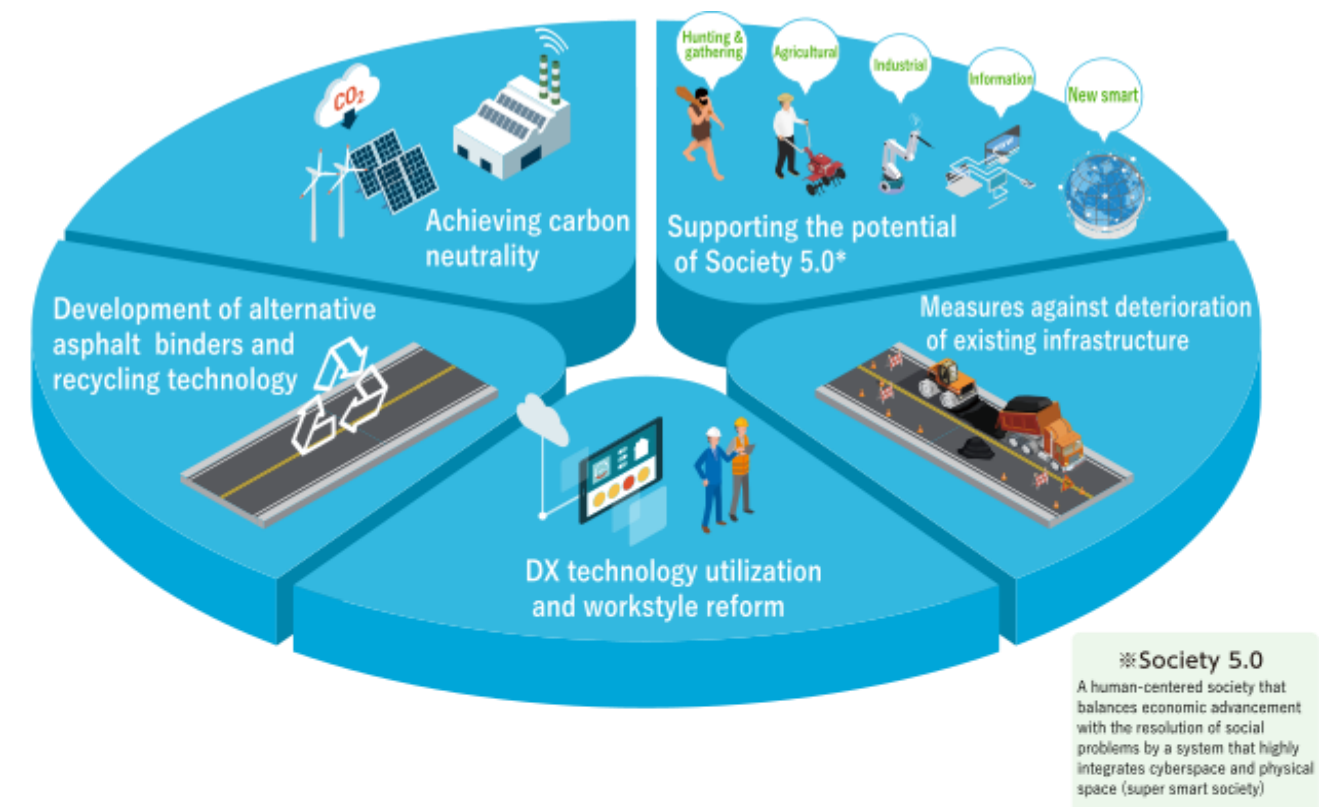 Hunting &
gathering
Agricultural
Industrial
Information
New smart
CO₂
Achieving carbon
neutrality
Supporting the potential
of Society 5.0*
Development of alternative
asphalt binders and
recycling technology
Measures against deterioration
of existing infrastructure
DX technology utilization
and workstyle reform
※Society 5.0
A human-centered society that
balances economic advancement
with the resolution of social
problems by a system that highly
integrates cyberspace and physical
space (super smart society)